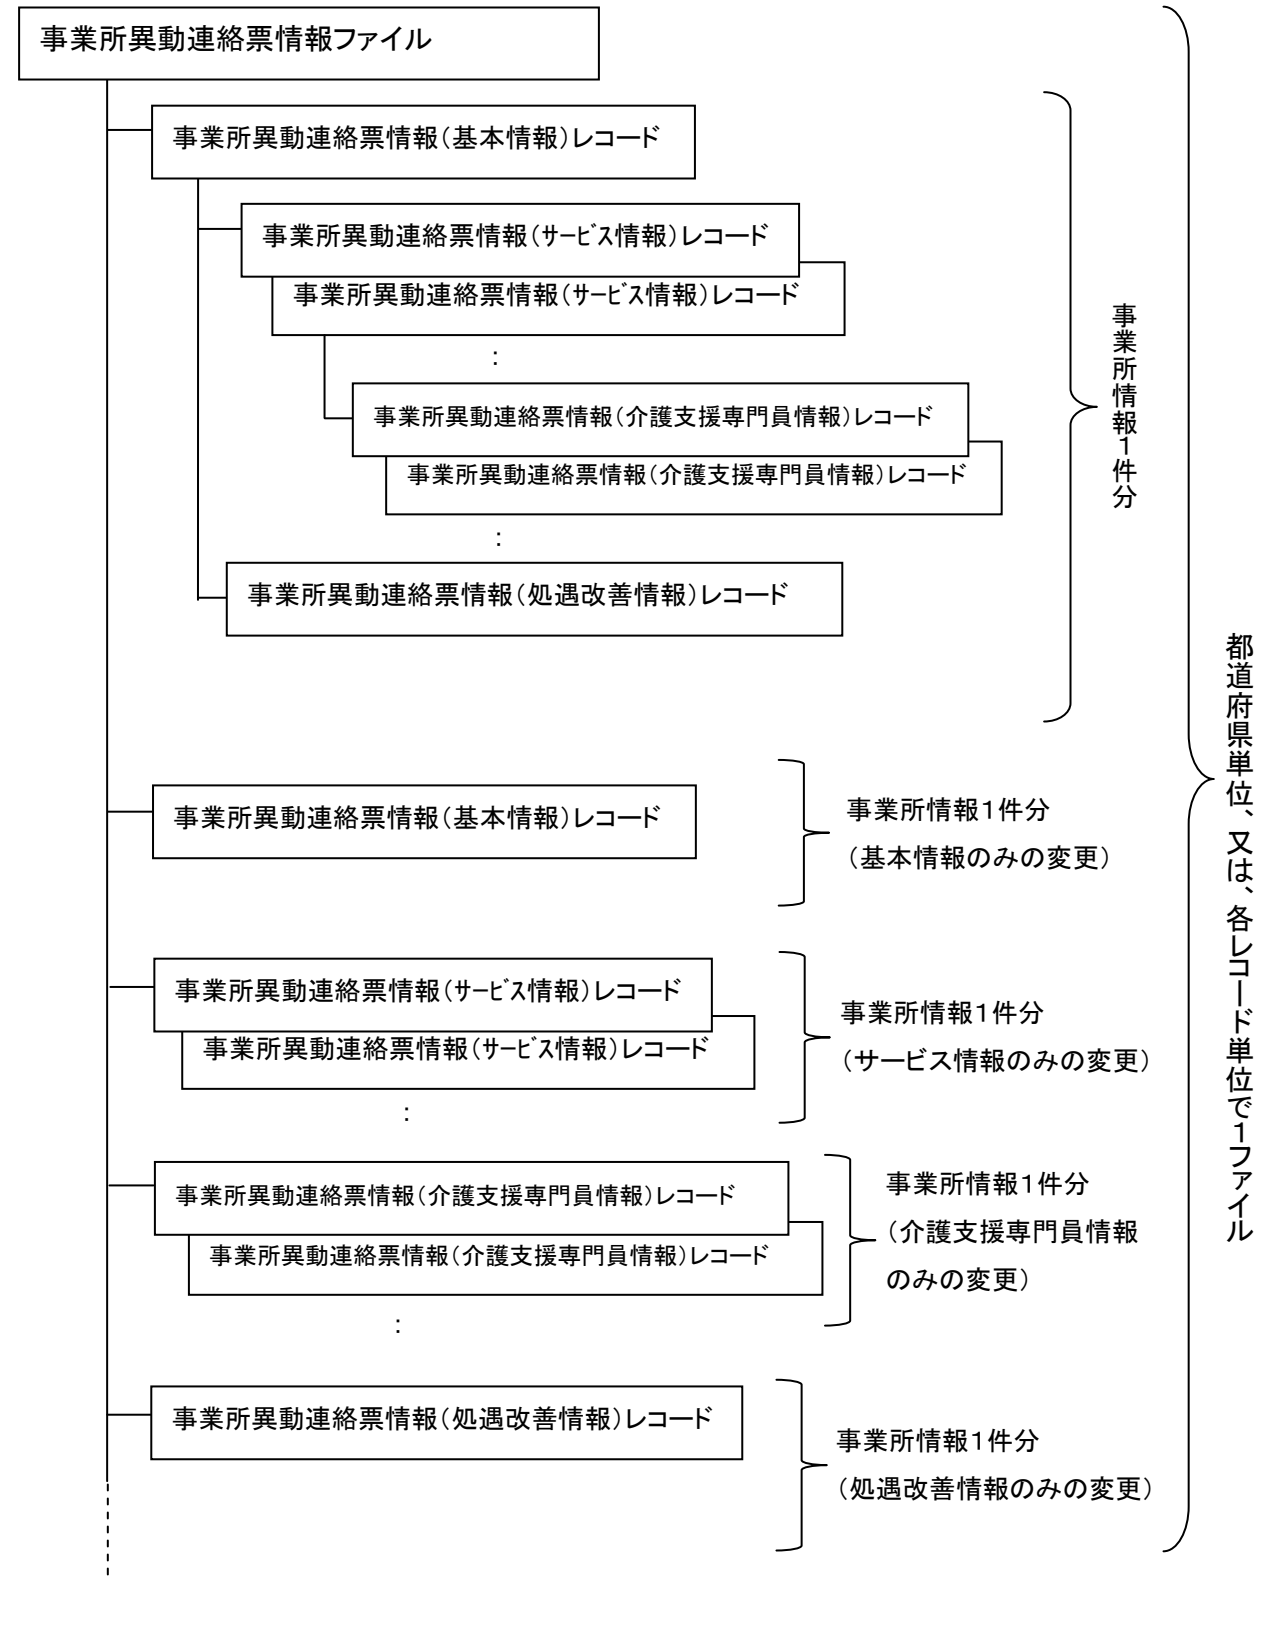 事業所異動連絡票情報ファイル
事業所異動連絡票情報（基本情報）レコード
事業所異動連絡票情報（ｻｰﾋﾞｽ情報）レコード
事業所異動連絡票情報（ｻｰﾋﾞｽ情報）レコード
：
事業所異動連絡票情報（介護支援専門員情報）レコード
事業所異動連絡票情報（介護支援専門員情報）レコード
：
事業所異動連絡票情報（処遇改善情報）レコード
事業所情報１件分
事業所異動連絡票情報（基本情報）レコード
事業所情報１件分
（基本情報のみの変更）
事業所異動連絡票情報（ｻｰﾋﾞｽ情報）レコード
事業所異動連絡票情報（ｻｰﾋﾞｽ情報）レコード
：
事業所情報１件分
（サービス情報のみの変更）
事業所異動連絡票情報（介護支援専門員情報）レコード
事業所異動連絡票情報（介護支援専門員情報）レコード
：
事業所情報１件分
（介護支援専門員情報
のみの変更）
事業所異動連絡票情報（処遇改善情報）レコード
事業所情報１件分
（処遇改善情報のみの変更）
都道府県単位、又は、各レコード単位で１ファイル